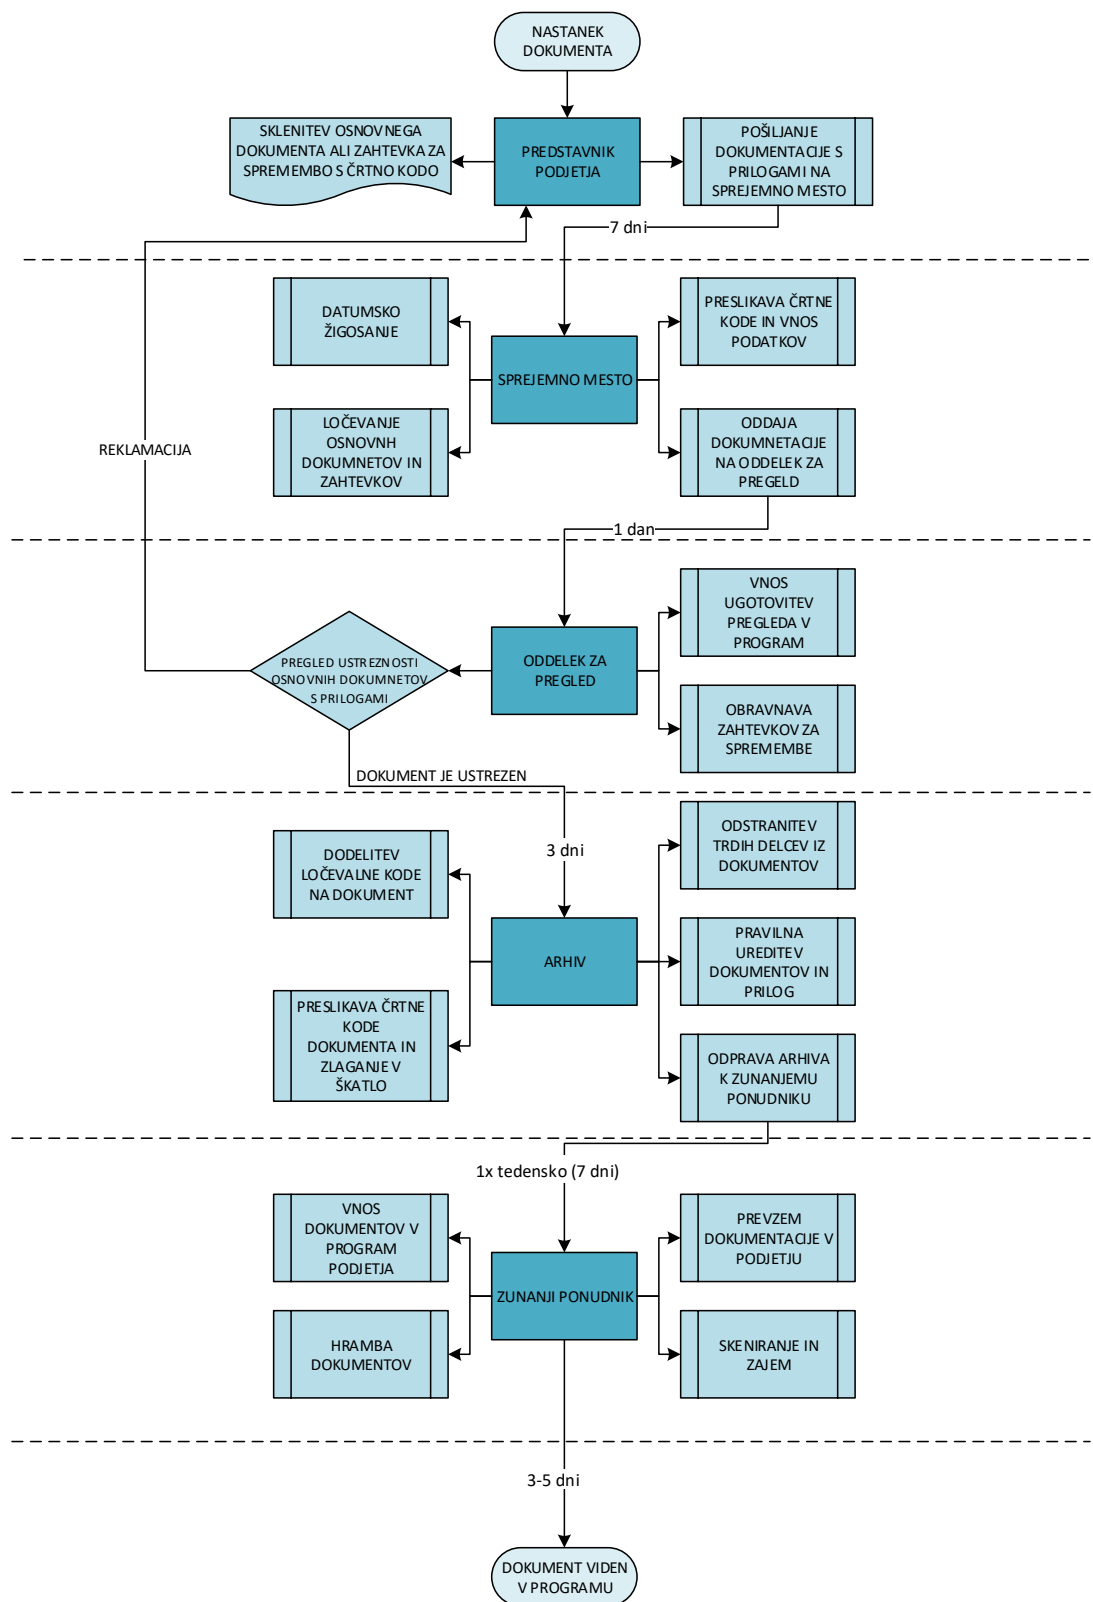 NASTANEK
DOKUMENTA
SKLENITEV OSNOVNEGA
DOKUMENTA ALI ZAHTEVKA ZA
SPREMEMBO S ČRTNO KODO
PREDSTAVNIK
PODJETJA
POŠILJANJE
DOKUMENTACIJE S
PRILOGAMI NA
SPREJEMNO MESTO
7 dni
DATUMSKO
ŽIGOSANJE
PRESLIKAVA ČRTNE
KODE IN VNOS
PODATKOV
SPREJEMNO MESTO
LOČEVANJE
OSNOVNH
DOKUMNETOV IN
ZAHTEVKOV
ODDAJA
DOKUMNETACIJE
NA ODDELEK ZA
PREGELD
REKLAMACIJA
1 dan
VNOS
UGOTOVITEV
PREGLEDA V
PROGRAM
PREGLED USTREZNOSTI
OSNOVNIH DOKUMNETOV
S PRILOGAMI
ODDELEK ZA
PREGLED
OBRAVNAVA
ZAHTEVKOV ZA
SPREMEMBE
DOKUMENT JE USTREZEN
3 dni
DODELITEV
LOČEVALNE KODE
NA DOKUMENT
ODSTRANITEV
TRDIH DELCEV IZ
DOKUMENTOV
ARHIV
PRAVILNA
UREDITEV
DOKUMENTOV IN
PRILOG
PRESLIKAVA ČRTNE
KODE
DOKUMENTA IN
ZLAGANJE V
ŠKATLO
ODPRAVA ARHIVA
K ZUNANJEMU
PONUDNIKU
1x tedensko (7 dni)
VNOS
DOKUMENTOV V
PROGRAM
PODJETJA
PREVZEM
DOKUMENTACIJE V
PODJETJU
ZUNANJI PONUDNIK
HRAMBA
DOKUMENTOV
SKENIRANJE IN
ZAJEM
3-5 dni
DOKUMENT VIDEN
V PROGRAMU